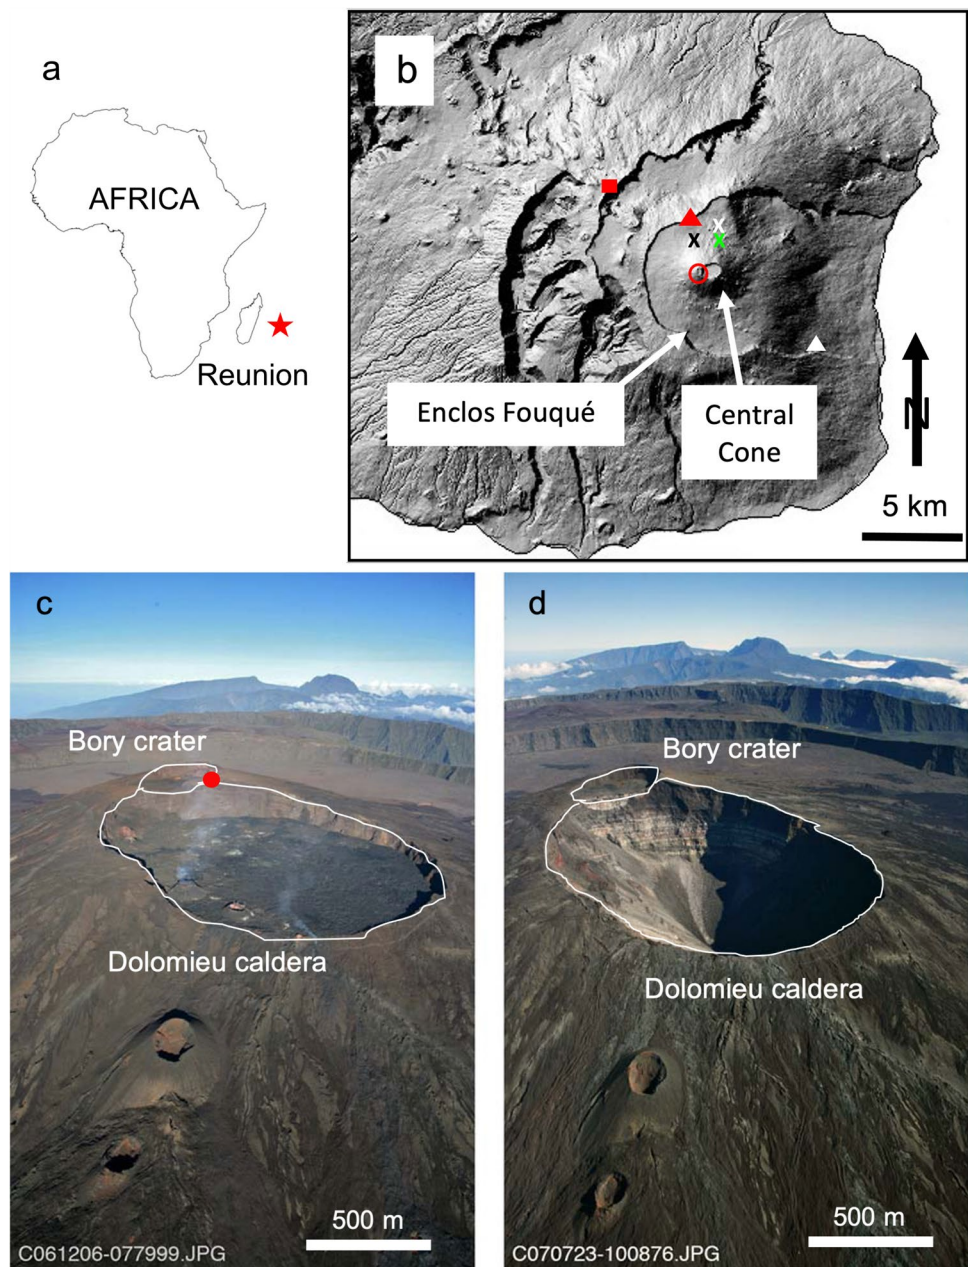 a
AFRICA
Reunion
b
X
X
X
Enclos Fouqué
Central
Cone
N
5 km
c
Bory crater
Dolomieu caldera
500 m
C061206-077999.JPG
d
Bory crater
Dolomieu caldera
500 m
C070723-100876.JPG